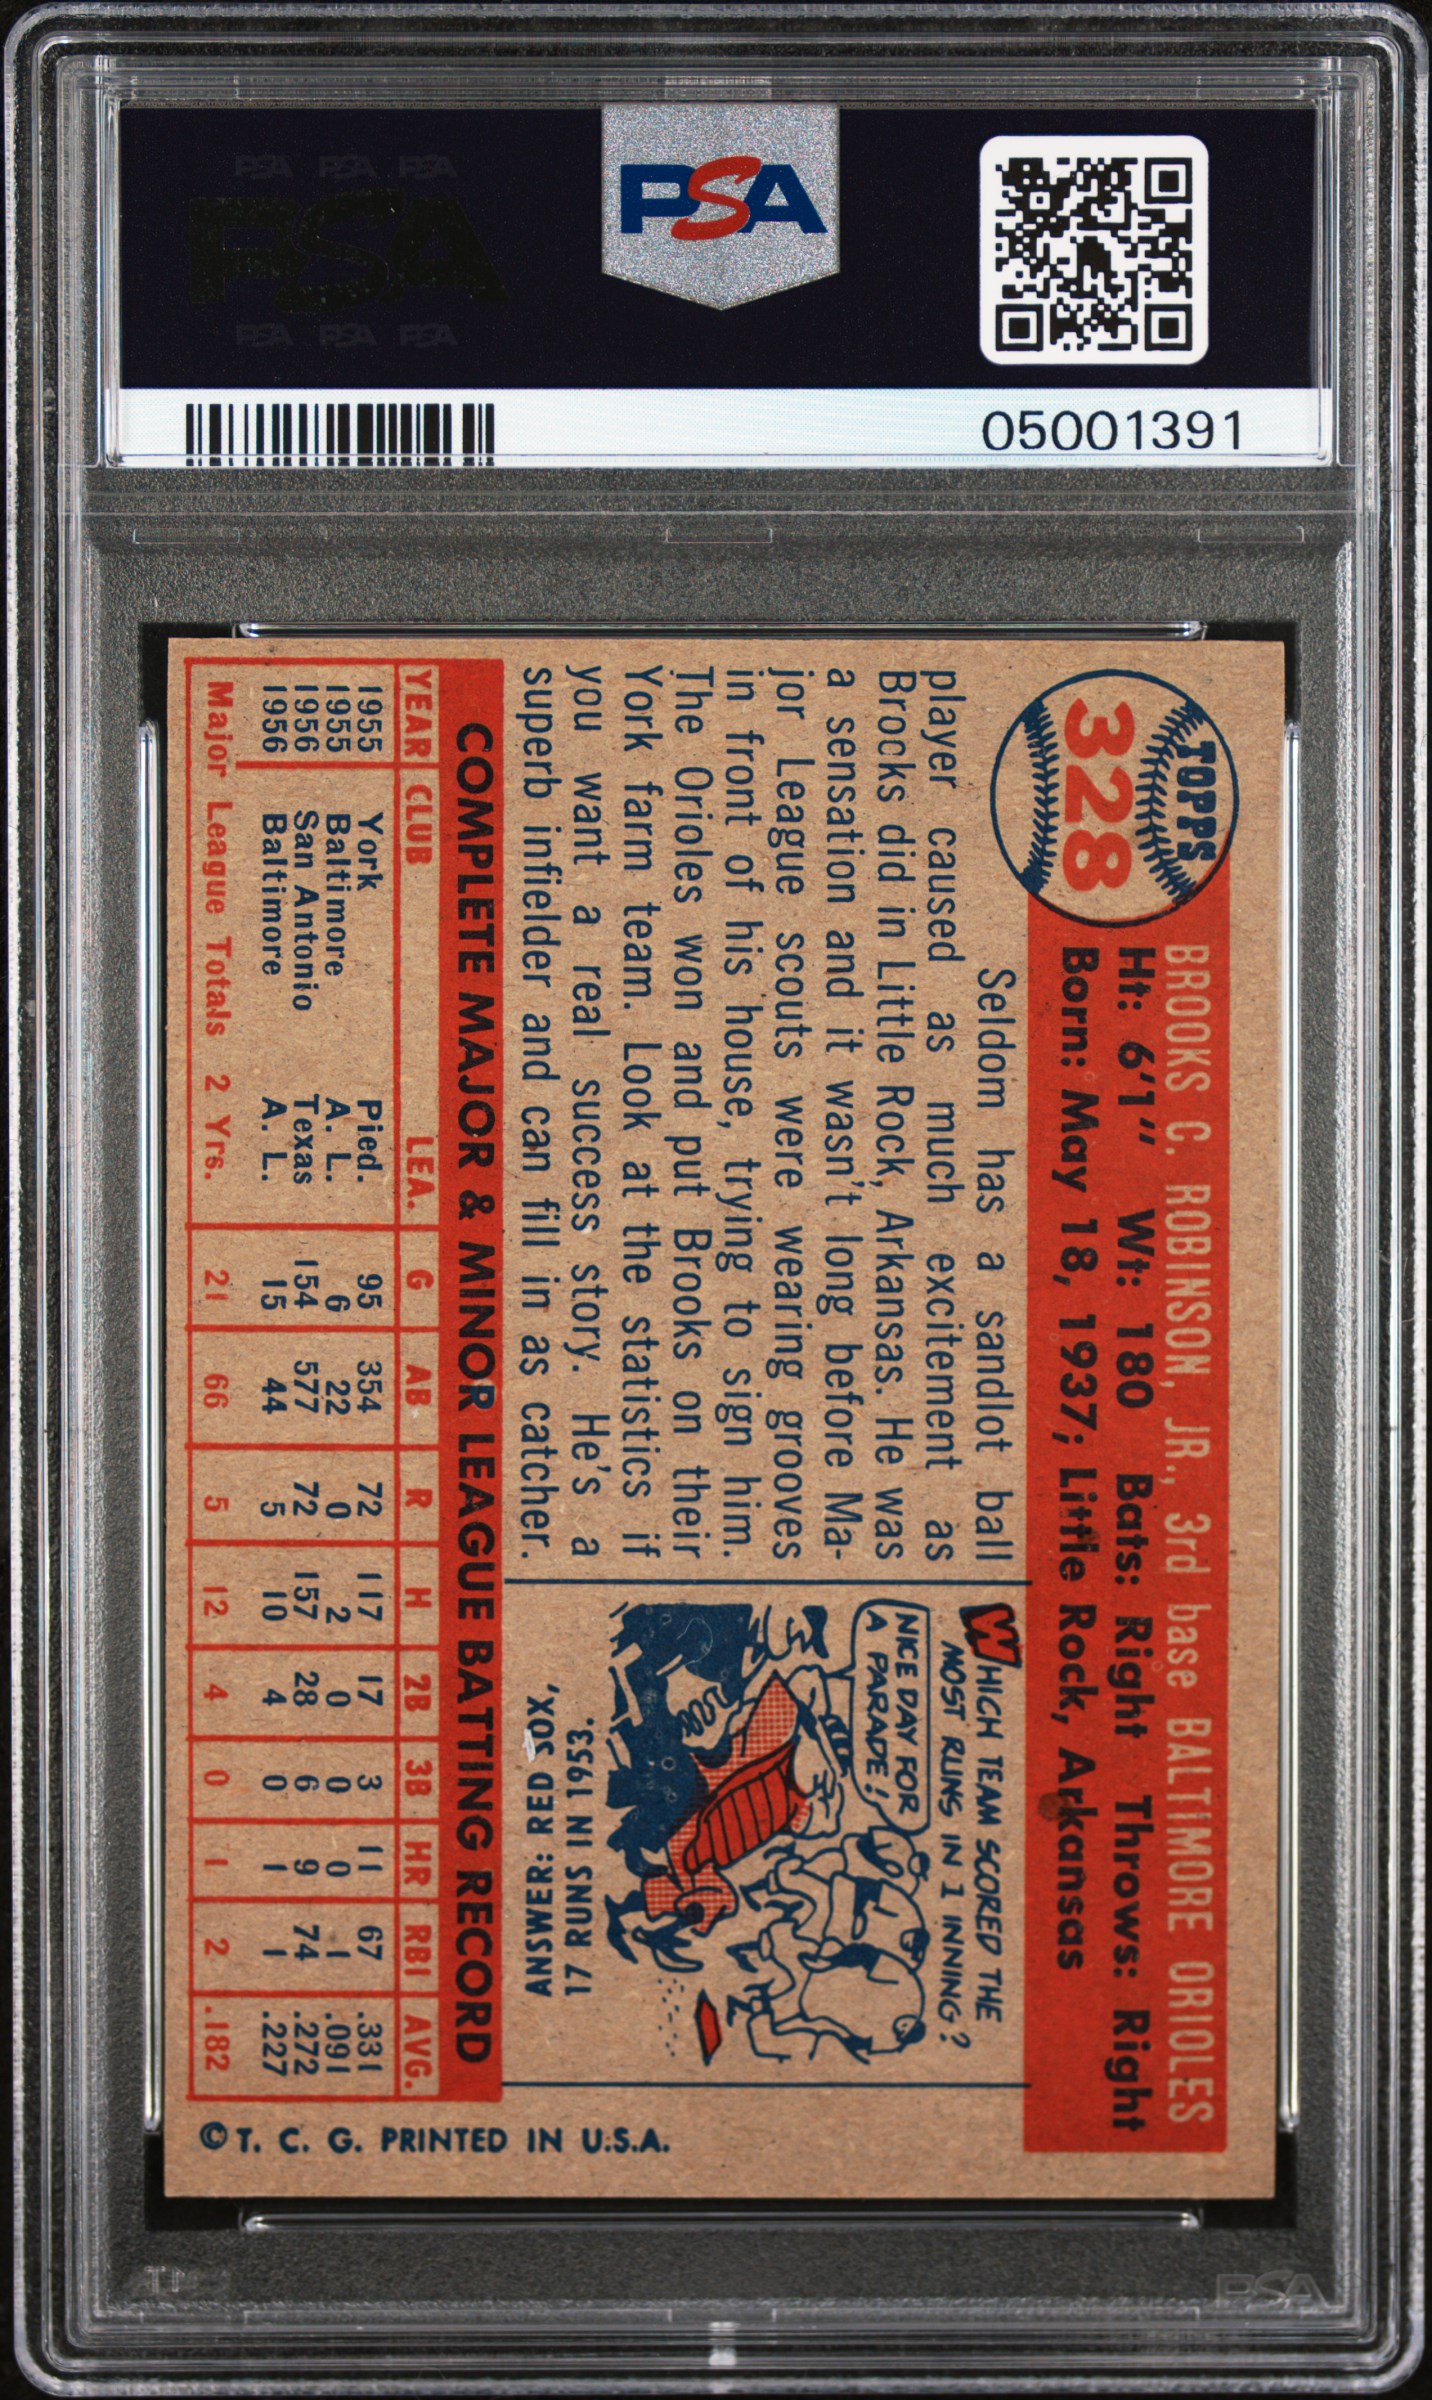 PSA PSA PSA
PSA
PSA PSA PSA
PSA
05001391
TOPPS
328
BROOKS C. ROBINSON, JR., 3rd base BALTIMORE ORIOLES
Ht: 6'1" Wt: 180 Bats: Right Throws: Right
Born: May 18, 1937; Little Rock, Arkansas
Seldom has a sandlot ball
player caused as much excitement as
Brocks did in Little Rock, Arkansas. He was
a sensation and it wasn't long before Ma-
jor League scouts were wearing grooves
in front of his house, trying to sign him.
The Orioles won and put Brooks on their
York farm team. Look at the statistics if
you want a real success story. He's a
superb infielder and can fill in as catcher.
WHICH TEAM SCORED THE
MOST RUNS IN 1 INNING?
NICE DAY FOR
A PARADE!
17 RUNS IN 1953.
ANSWER: RED SOX,
COMPLETE MAJOR & MINOR LEAGUE BATTING RECORD
YEAR CLUB LEA. G AB R H 2B 3B HR RBI AVG.
1955 York Pied. 95 354 72 117 17 3 11 67 .331
1955 Baltimore A. L. 6 22 0 2 0 0 0 1 .091
1956 San Antonio Texas 154 577 72 157 28 6 9 74 .272
1956 Baltimore A. L. 15 44 5 10 4 0 1 1 .227
Major League Totals 2 Yrs. 21 66 5 12 4 0 1 2 .182
© T. C. G. PRINTED IN U.S.A.
PSA